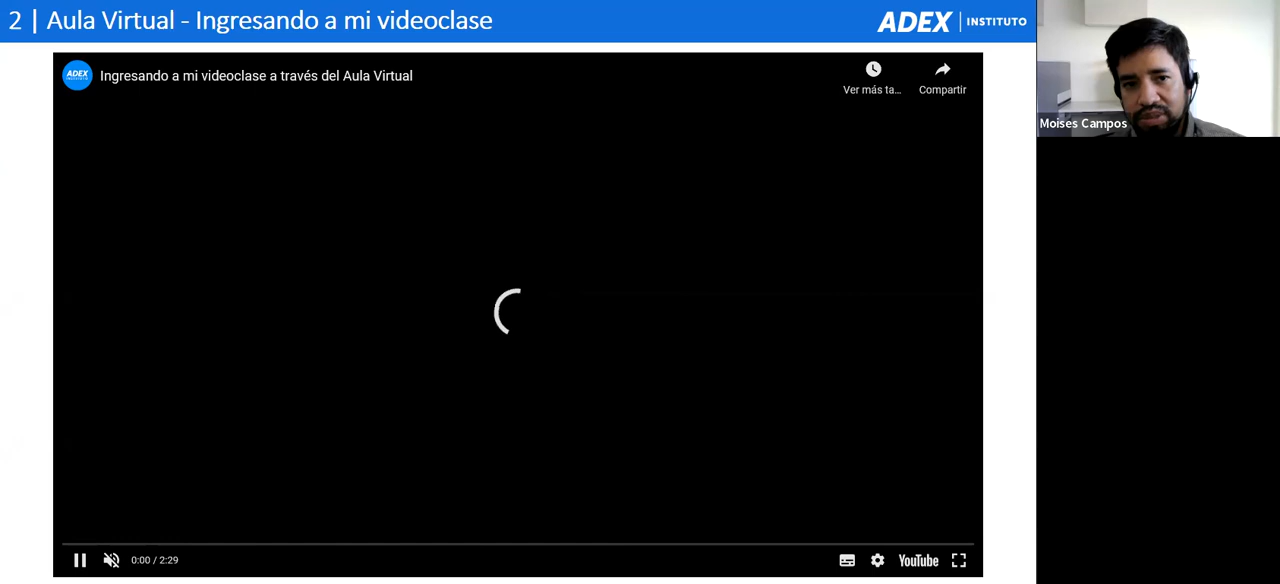 2 | Aula Virtual - Ingresando a mi videoclase
ADEX | INSTITUTO
ADEX
INSTITUTO
Ingresando a mi videoclase a través del Aula Virtual
Ver más ta...
Compartir
Moises Campos
0:00 / 2:29
YouTube